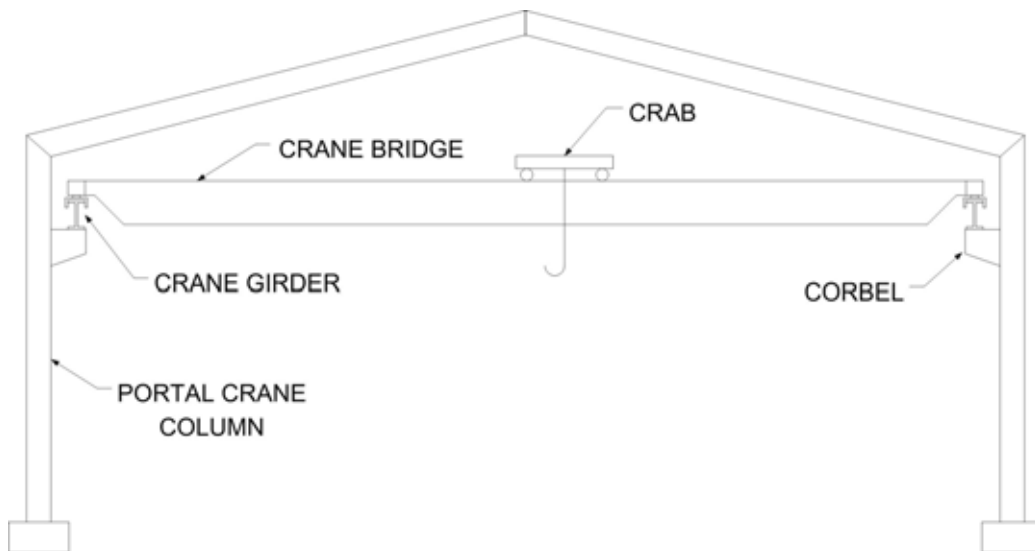 CRAB
CRANE BRIDGE
CRANE GIRDER
CORBEL
PORTAL CRANE
COLUMN